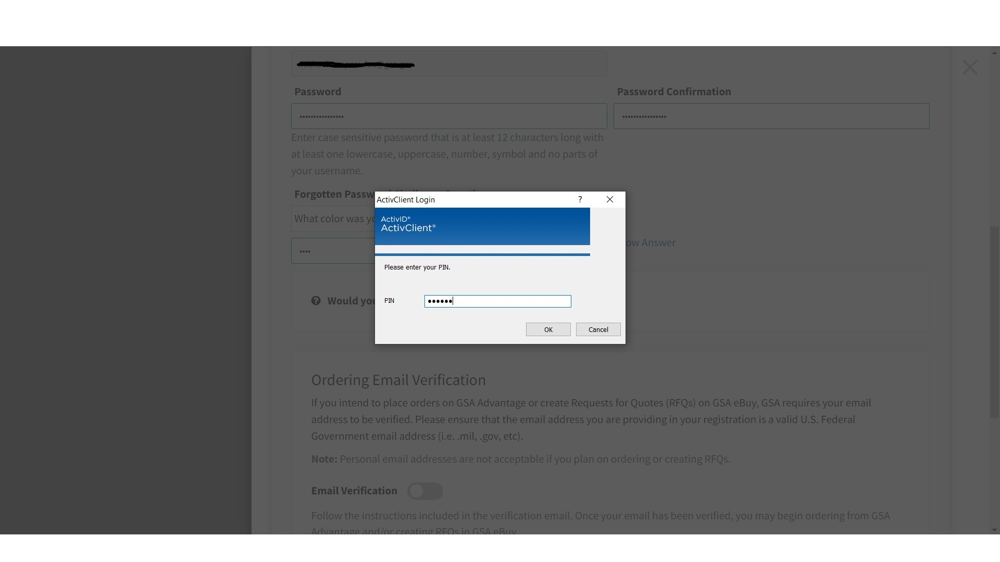 Password
Password Confirmation
••••••••••••••••
••••••••••••••••
Enter case sensitive password that is at least 12 characters long with
at least one lowercase, uppercase, number, symbol and no parts of
your username.
Forgotten
What color was
••••
ow Answer
Would you
ActivClient Login
?
ActivID®
ActivClient®
Please enter your PIN.
PIN
••••••
OK
Cancel
Ordering Email Verification
If you intend to place orders on GSA Advantage or create Requests for Quotes (RFQs) on GSA eBuy, GSA requires your email
address to be verified. Please ensure that the email address you are providing in your registration is a valid U.S. Federal
Government email address (i.e. .mil, .gov, etc).
Note: Personal email addresses are not acceptable if you plan on ordering or creating RFQs.
Email Verification
Follow the instructions included in the verification email. Once your email has been verified, you may begin ordering from GSA
Advantage and/or creating RFQs in GSA eBuy.